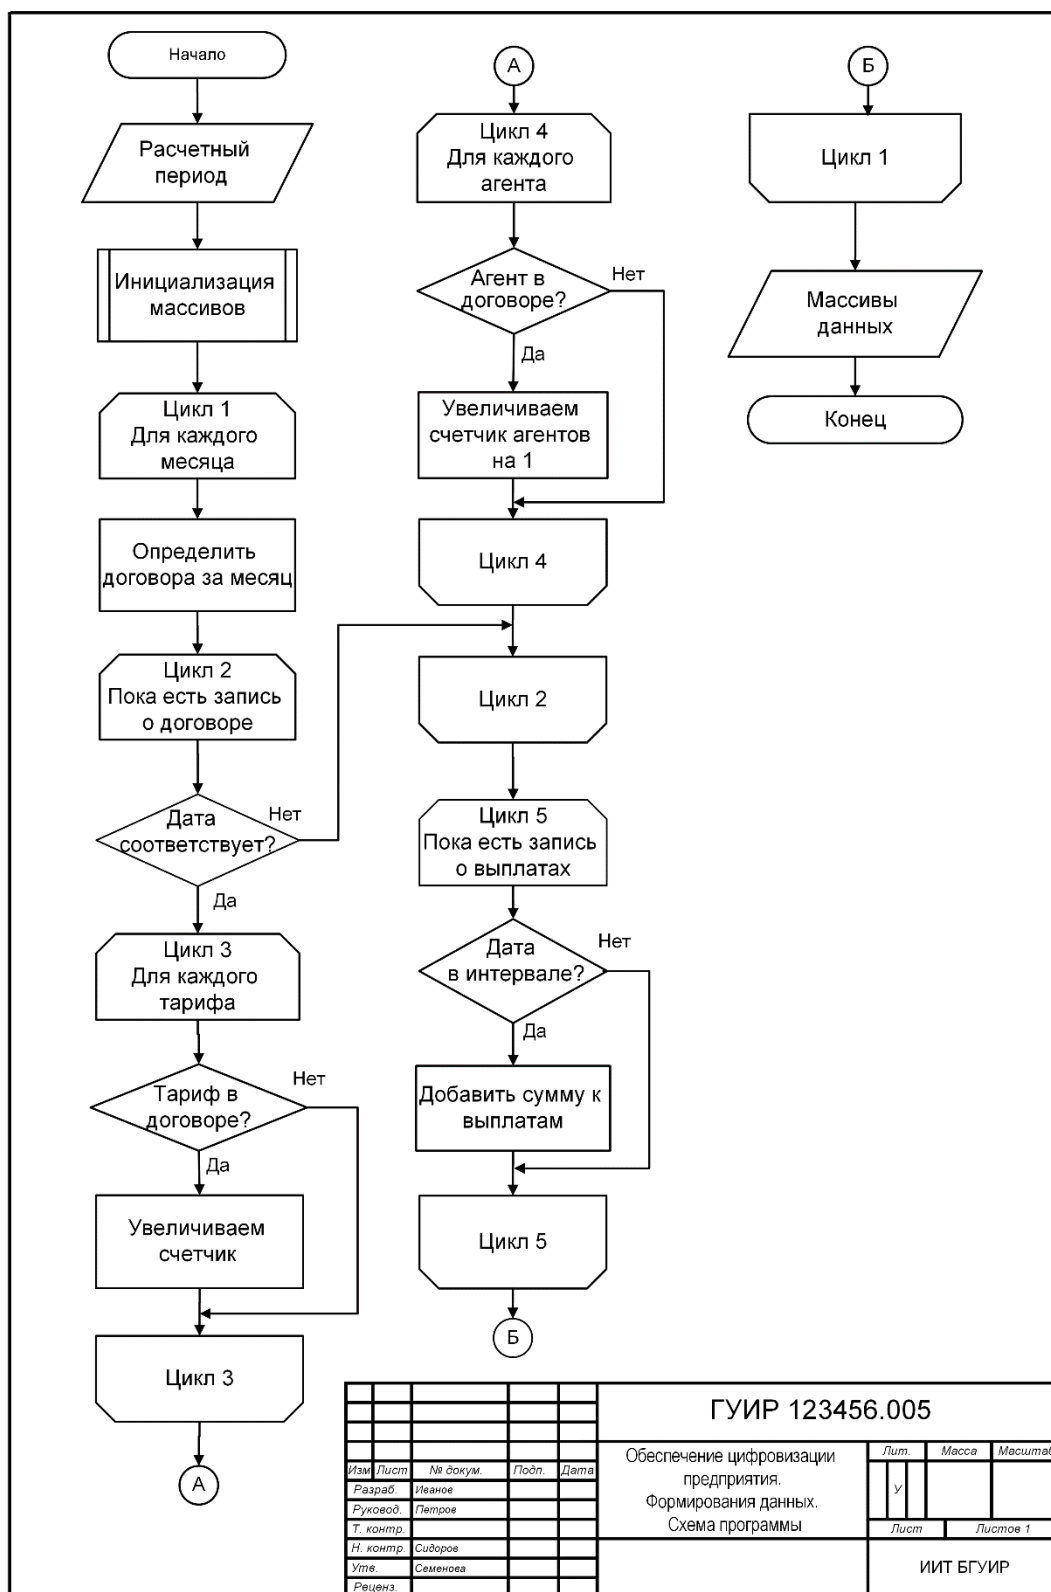 Начало
Расчетный
период
Инициализация
массивов
Цикл 1
Для каждого
месяца
Определить
договора за месяц
Цикл 2
Пока есть запись
о договоре
Дата
соответствует?
Нет
Да
Цикл 3
Для каждого
тарифа
Тариф в
договоре?
Нет
Да
Увеличиваем
счетчик
Цикл 3
А
А
Цикл 4
Для каждого
агента
Агент в
договоре?
Нет
Да
Увеличиваем
счетчик агентов
на 1
Цикл 4
Цикл 2
Цикл 5
Пока есть запись
о выплатах
Дата
в интервале?
Нет
Да
Добавить сумму к
выплатам
Цикл 5
Б
Б
Цикл 1
Массивы
данных
Конец
ГУИР 123456.005
Изм Лист № докум. Подп. Дата
Разраб. Иванов
Руковод. Петров
Т. контр.
Н. контр. Сидоров
Утв. Семенова
Реценз.
Обеспечение цифровизации
предприятия.
Формирования данных.
Схема программы
Лит. Масса Масштаб
У
Лист Листов 1
ИИТ БГУИР